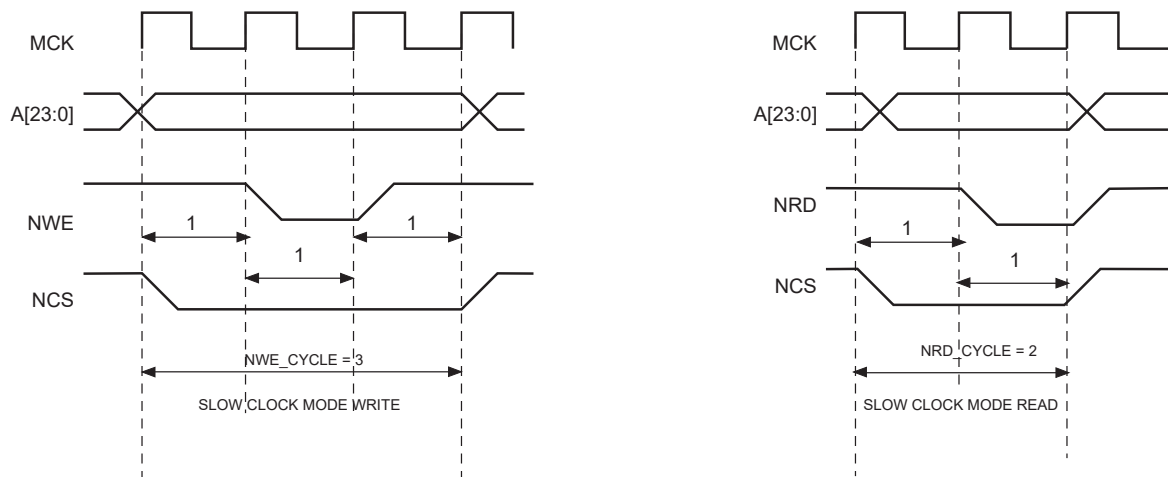 MCK
A[23:0]
NWE
1
1
1
NCS
NWE_CYCLE = 3
SLOW CLOCK MODE WRITE
MCK
A[23:0]
NRD
1
1
NCS
NRD_CYCLE = 2
SLOW CLOCK MODE READ